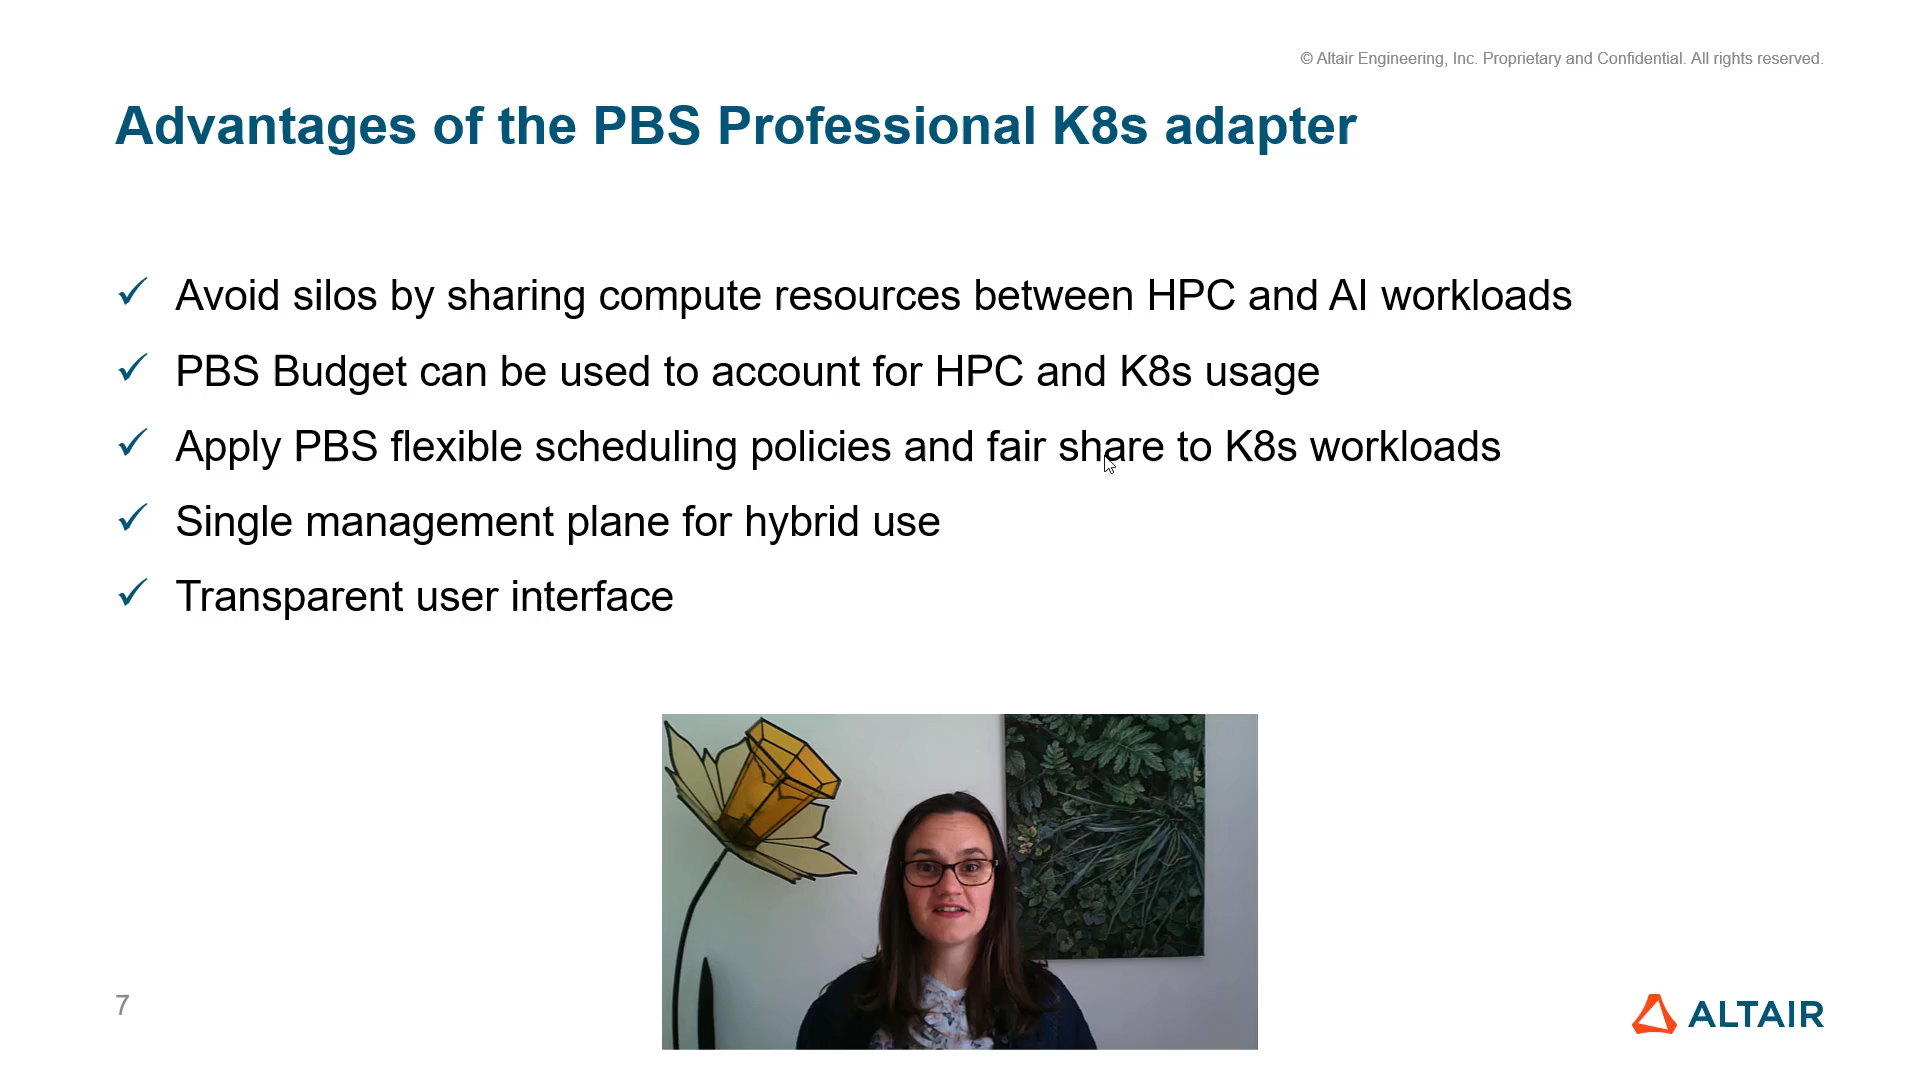 © Altair Engineering, Inc. Proprietary and Confidential. All rights reserved.
Advantages of the PBS Professional K8s adapter
✓ Avoid silos by sharing compute resources between HPC and AI workloads
✓ PBS Budget can be used to account for HPC and K8s usage
✓ Apply PBS flexible scheduling policies and fair share to K8s workloads
✓ Single management plane for hybrid use
✓ Transparent user interface
7
ALTAIR